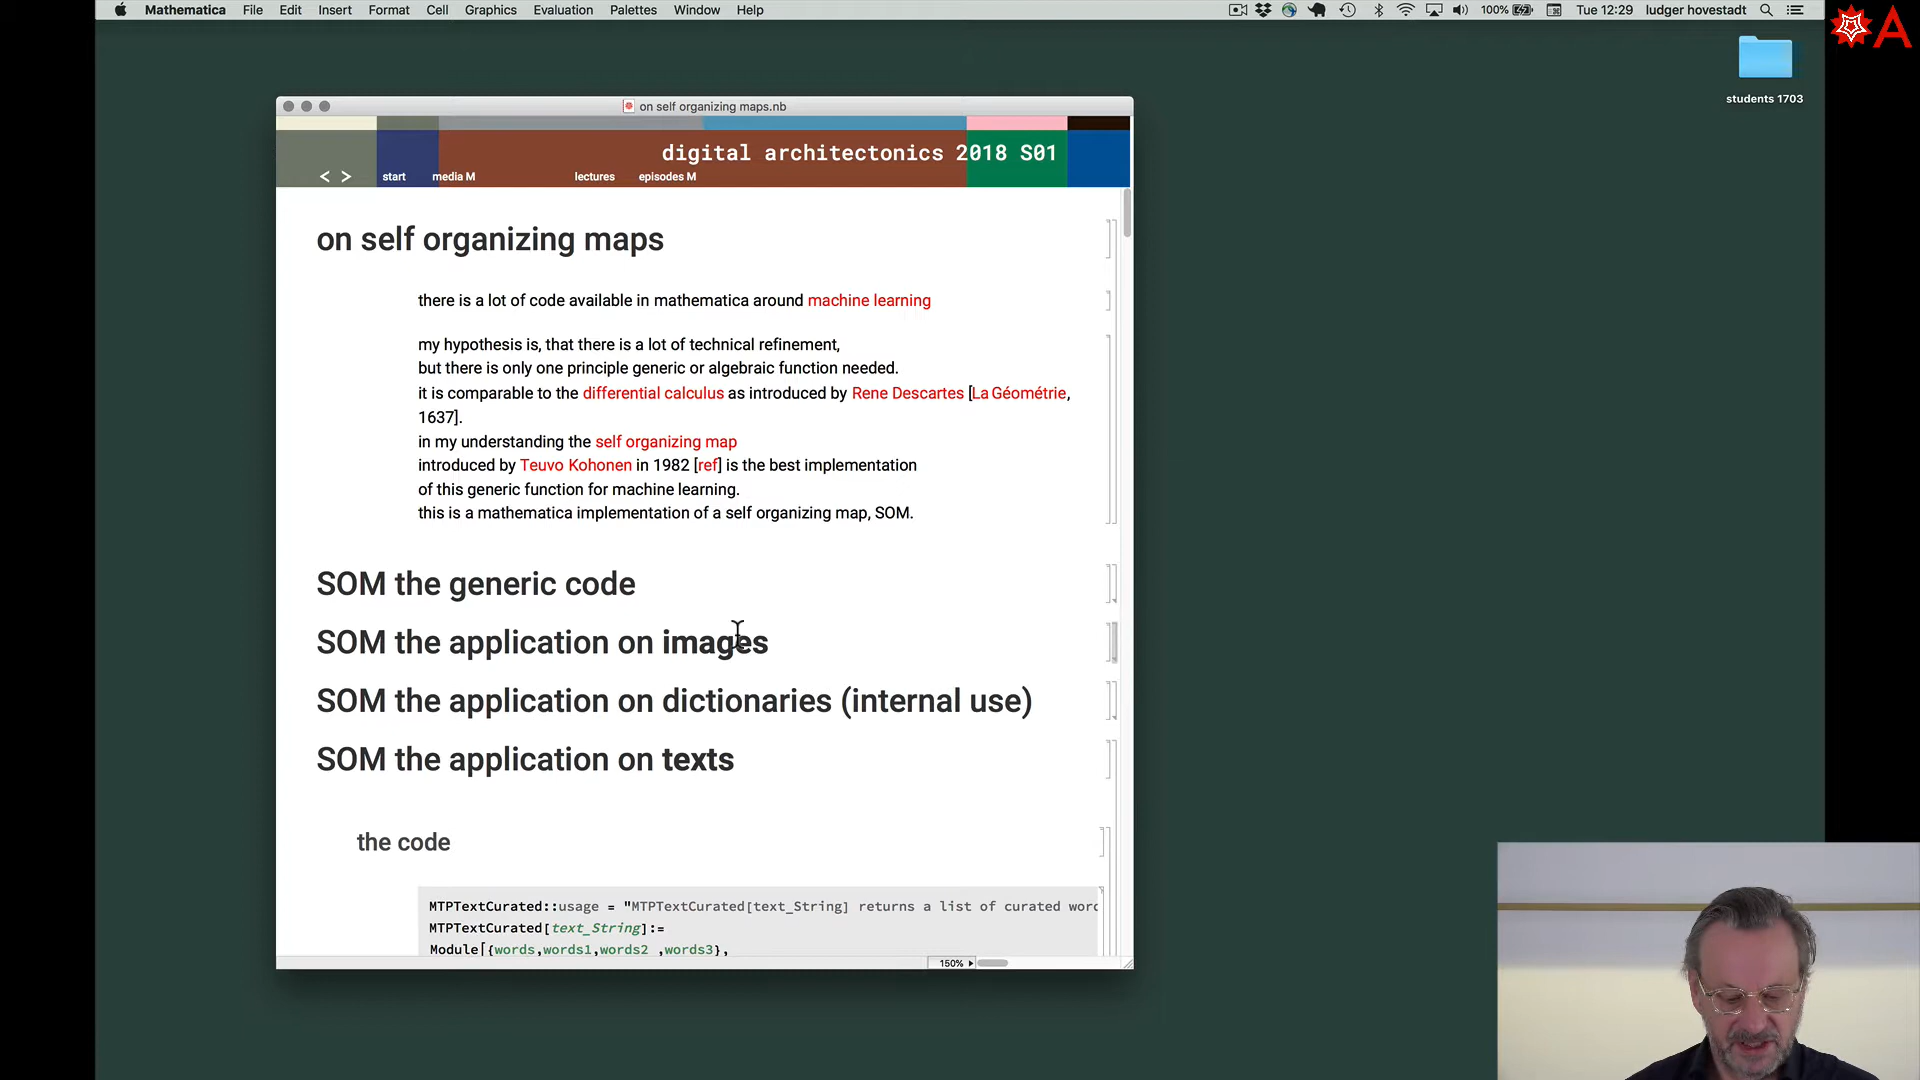 Mathematica File Edit Insert Format Cell Graphics Evaluation Palettes Window Help 100% Tue 12:29 ludger hovestadt
A
students 1703
on self organizing maps.nb
digital architectonics 2018 S01
< > start media M lectures episodes M
on self organizing maps
there is a lot of code available in mathematica around machine learning
my hypothesis is, that there is a lot of technical refinement,
but there is only one principle generic or algebraic function needed.
it is comparable to the differential calculus as introduced by Rene Descartes [La Géométrie,
1637].
in my understanding the self organizing map
introduced by Teuvo Kohonen in 1982 [ref] is the best implementation
of this generic function for machine learning.
this is a mathematica implementation of a self organizing map, SOM.
SOM the generic code
SOM the application on images
SOM the application on dictionaries (internal use)
SOM the application on texts
the code
MTPTextCurated::usage = "MTPTextCurated[text_String] returns a list of curated word
MTPTextCurated[text_String]:=
Module[{words,words1,words2 ,words3},
150%